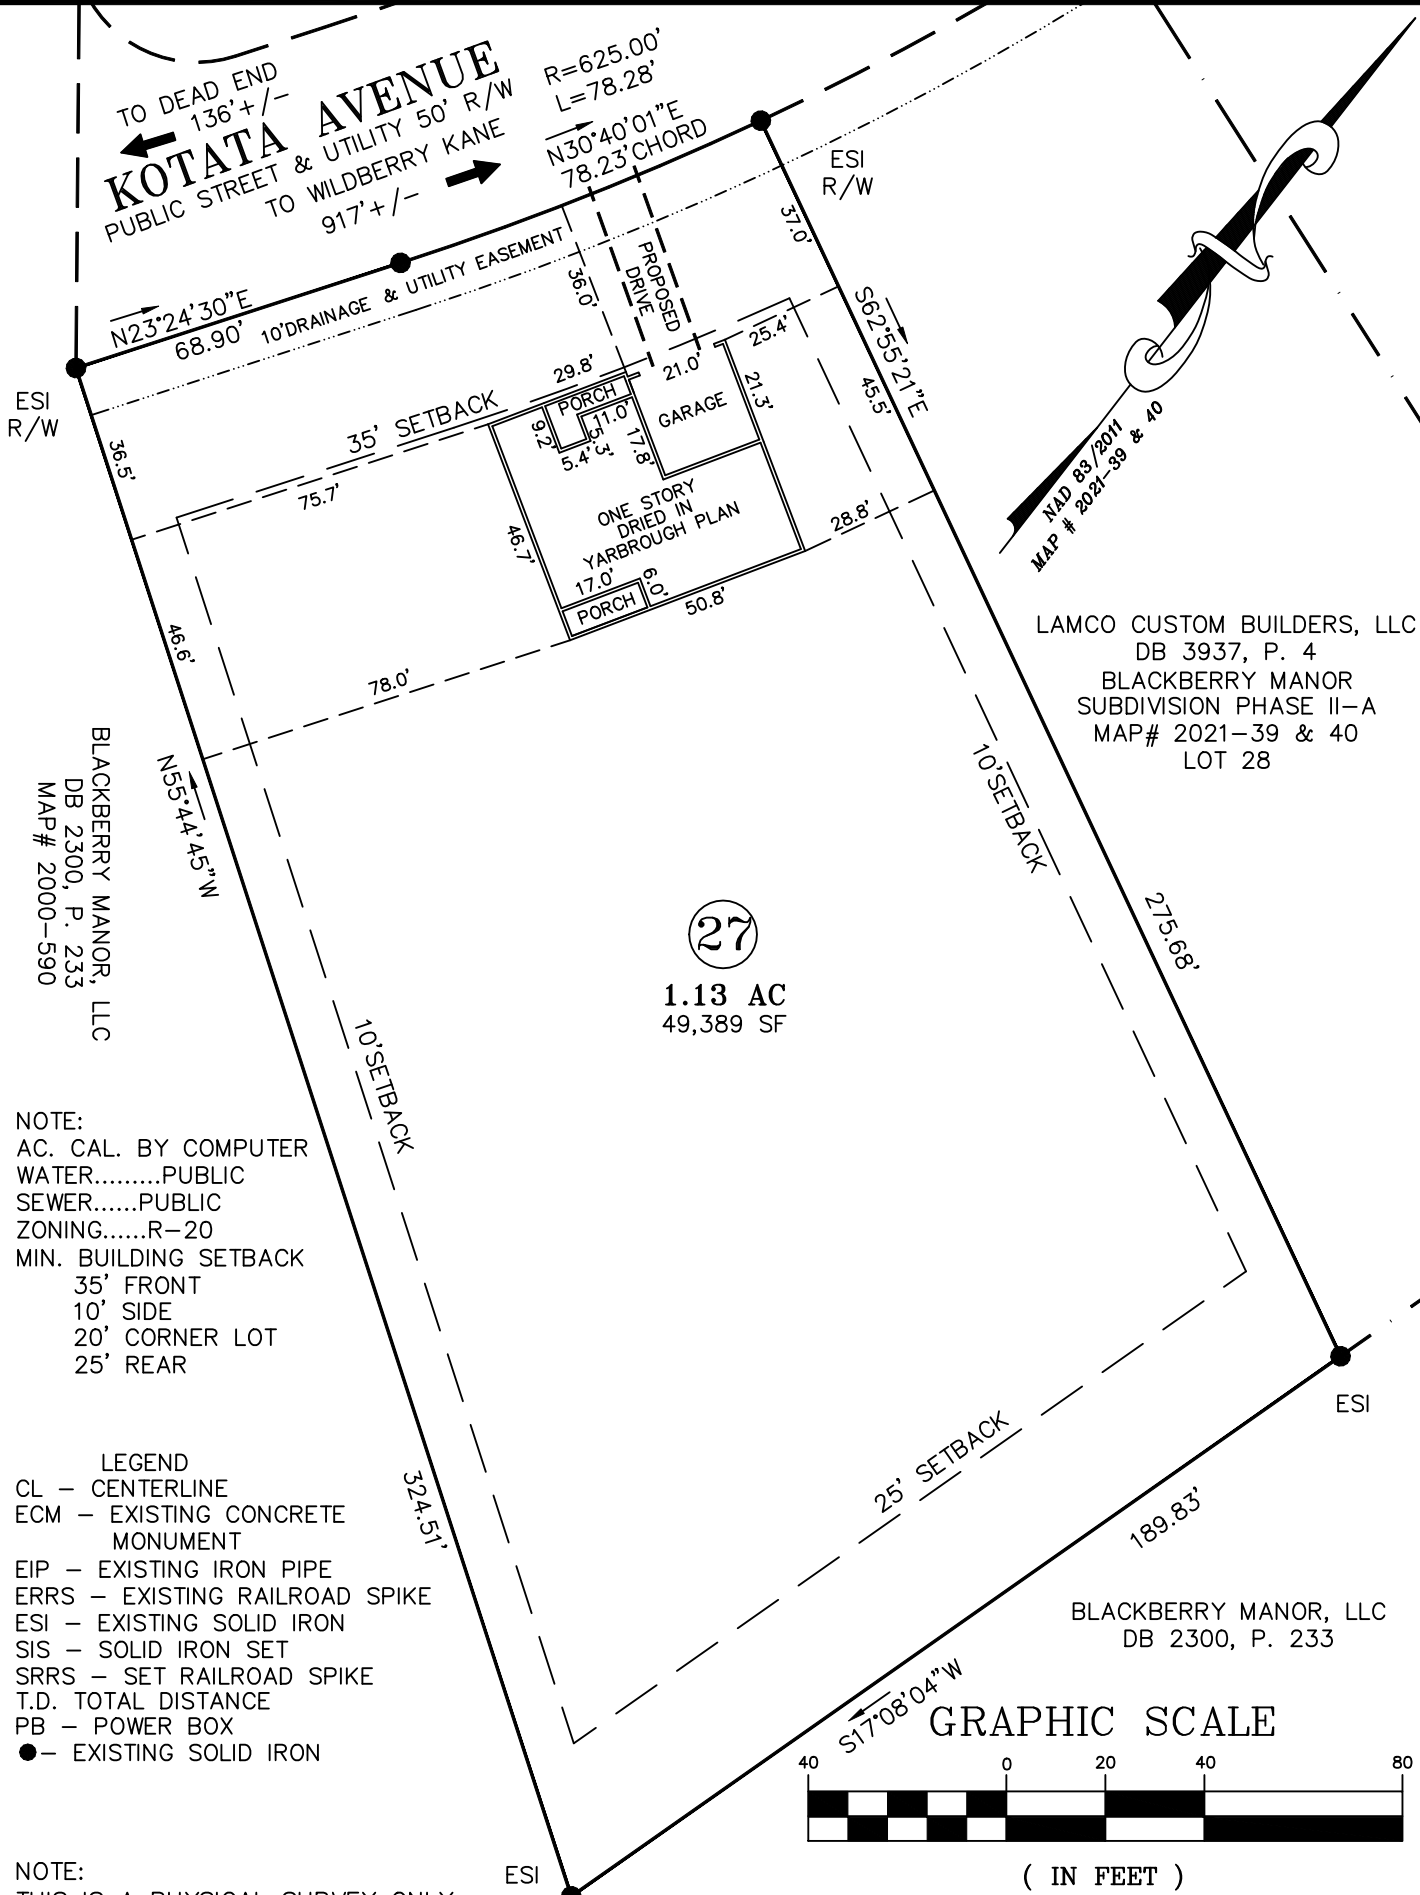 TO DEAD END
136'+/-
KOTATA AVENUE
PUBLIC STREET & UTILITY 50' R/W
TO WILDBERRY KANE
917'+/-
R=625.00'
L=78.28'
N30°40'01"E
78.23'CHORD
ESI
R/W
37.0'
N23°24'30"E
68.90'
10'DRAINAGE & UTILITY EASEMENT
36.0'
PROPOSED
DRIVE
S62°55'21"E
ESI
R/W
36.5'
35' SETBACK
75.7'
29.8'
21.0'
25.4'
45.5'
PORCH
11.0'
9.2'
5.4'
5.3'
17.8'
GARAGE
21.3'
ONE STORY
DRIED IN
YARBROUGH PLAN
46.7'
28.8'
17.0'
6.0'
PORCH
50.8'
46.6'
78.0'
NAD 83/2011
MAP # 2021-39 & 40
LAMCO CUSTOM BUILDERS, LLC
DB 3937, P. 4
BLACKBERRY MANOR
SUBDIVISION PHASE II-A
MAP# 2021-39 & 40
LOT 28
BLACKBERRY MANOR, LLC
DB 2300, P. 233
MAP# 2000-590
N55°44'45"W
10'SETBACK
275.68'
27
1.13 AC
49,389 SF
10'SETBACK
NOTE:
AC. CAL. BY COMPUTER
WATER.........PUBLIC
SEWER......PUBLIC
ZONING......R-20
MIN. BUILDING SETBACK
35' FRONT
10' SIDE
20' CORNER LOT
25' REAR
ESI
25' SETBACK
324.51'
189.83'
LEGEND
CL - CENTERLINE
ECM - EXISTING CONCRETE
MONUMENT
EIP - EXISTING IRON PIPE
ERRS - EXISTING RAILROAD SPIKE
ESI - EXISTING SOLID IRON
SIS - SOLID IRON SET
SRRS - SET RAILROAD SPIKE
T.D. TOTAL DISTANCE
PB - POWER BOX
●- EXISTING SOLID IRON
BLACKBERRY MANOR, LLC
DB 2300, P. 233
S17°08'04"W
GRAPHIC SCALE
40 0 20 40 80
( IN FEET )
ESI
NOTE:
THIS IS A PHYSICAL SURVEY ONLY